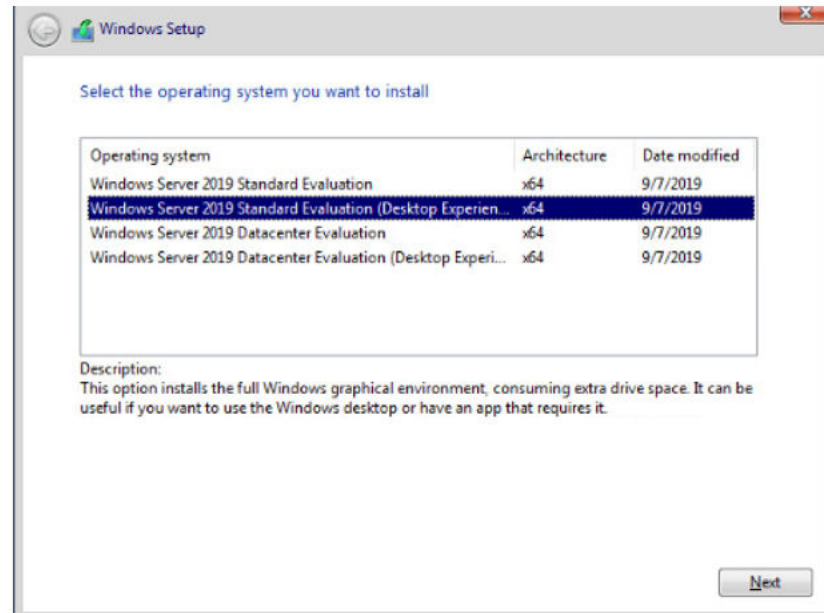 Windows Setup
Select the operating system you want to install
Operating system Architecture Date modified
Windows Server 2019 Standard Evaluation x64 9/7/2019
Windows Server 2019 Standard Evaluation (Desktop Experien... x64 9/7/2019
Windows Server 2019 Datacenter Evaluation x64 9/7/2019
Windows Server 2019 Datacenter Evaluation (Desktop Experi... x64 9/7/2019
Description:
This option installs the full Windows graphical environment, consuming extra drive space. It can be
useful if you want to use the Windows desktop or have an app that requires it.
Next